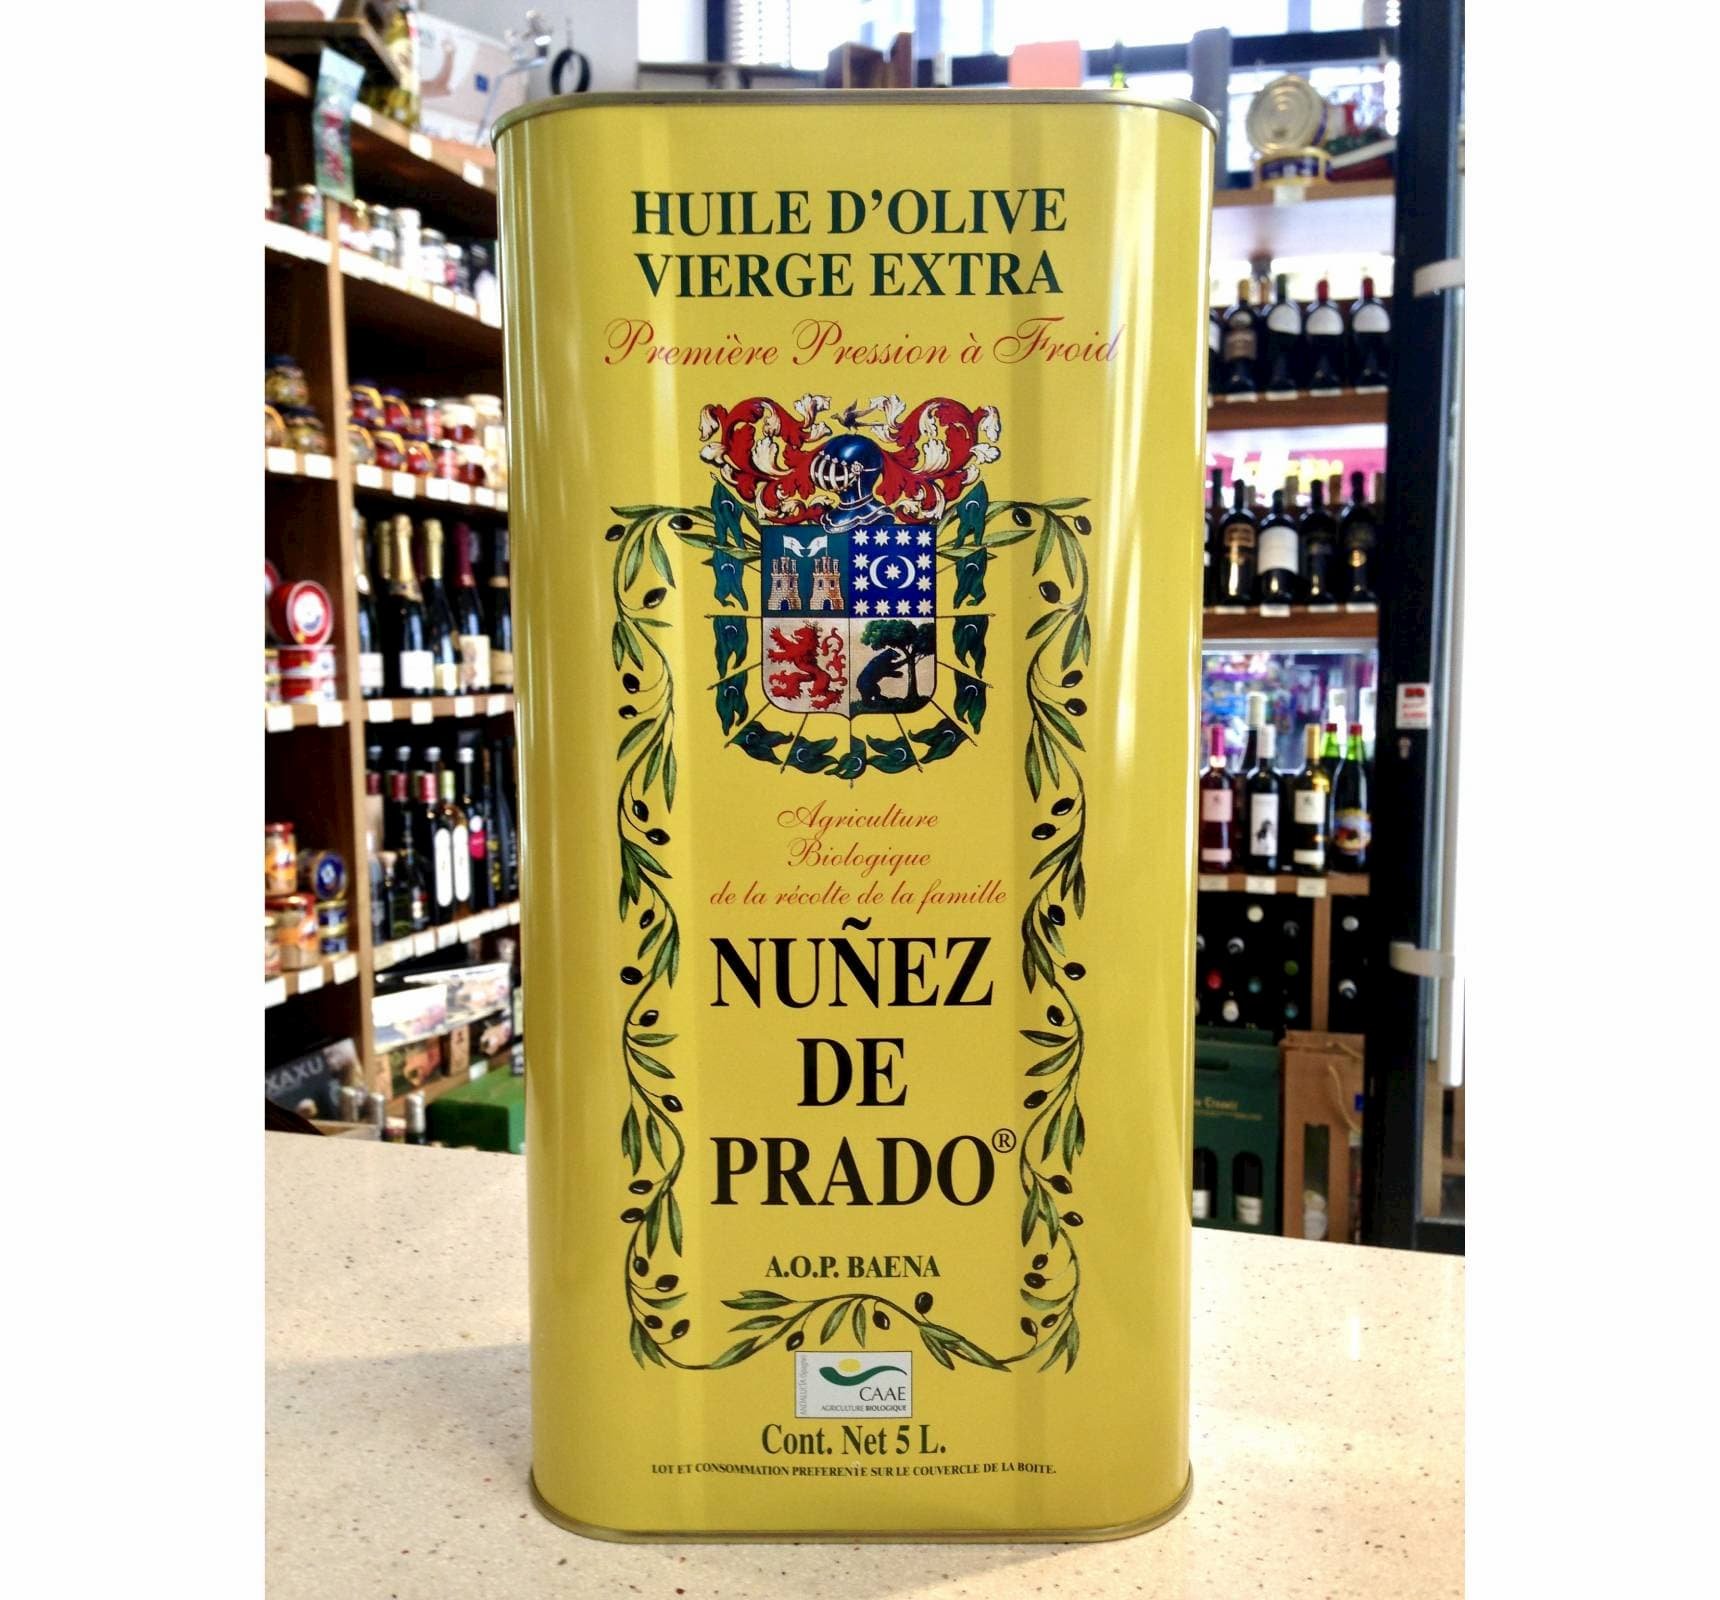 HUILE D'OLIVE
VIERGE EXTRA
Première Pression à Froid
Agriculture
Biologique
de la récolte de la famille
NUÑEZ
DE
PRADO®
A.O.P. BAENA
CAAE
AGRICULTURE BIOLOGIQUE
Cont. Net 5 L.
LOT ET CONSOMMATION PREFERENTE SUR LE COUVERCLE DE LA BOITE.